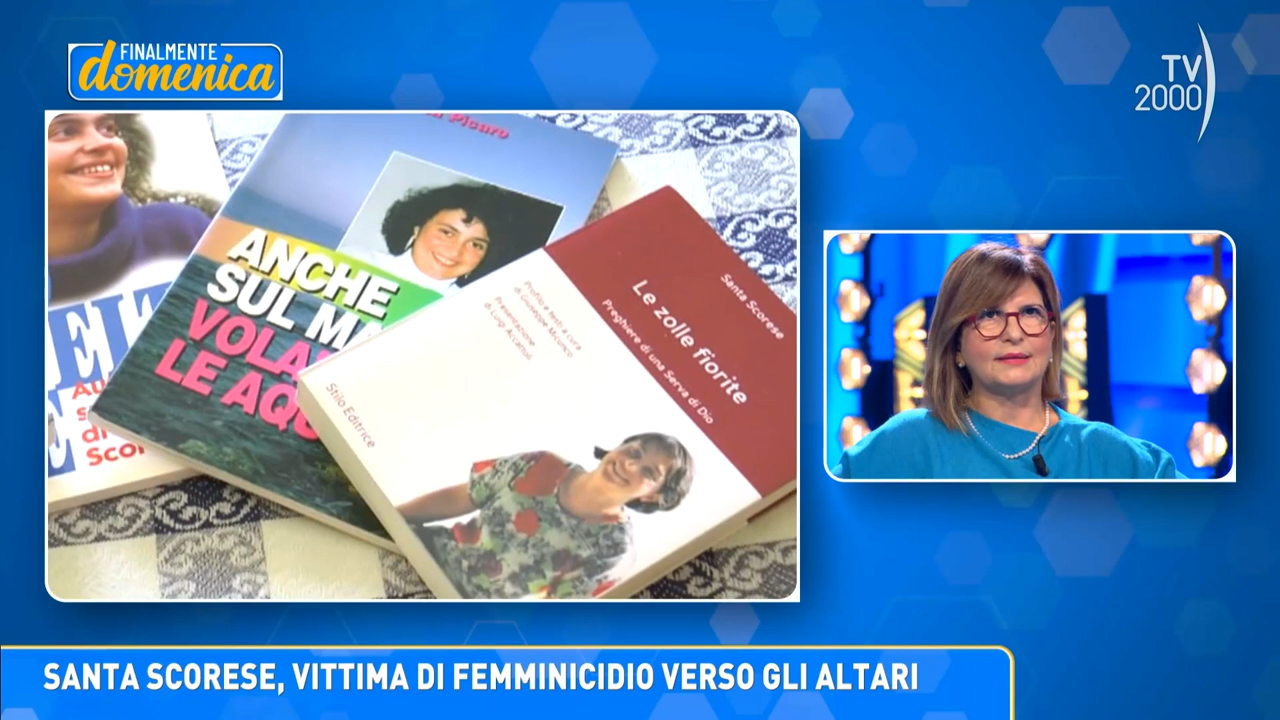 FINALMENTE
domenica
TV
2000
Picaro
ANCHE
SUL MA
VOLA
LE AQU
Santa Scorese
Le zolle fiorite
Preghiere di una Serva di Dio
Profilo e testi a cura
di Giuseppe Micunco
Presentazione
di Luigi Accattoli
Stilo Editrice
SANTA SCORESE, VITTIMA DI FEMMINICIDIO VERSO GLI ALTARI